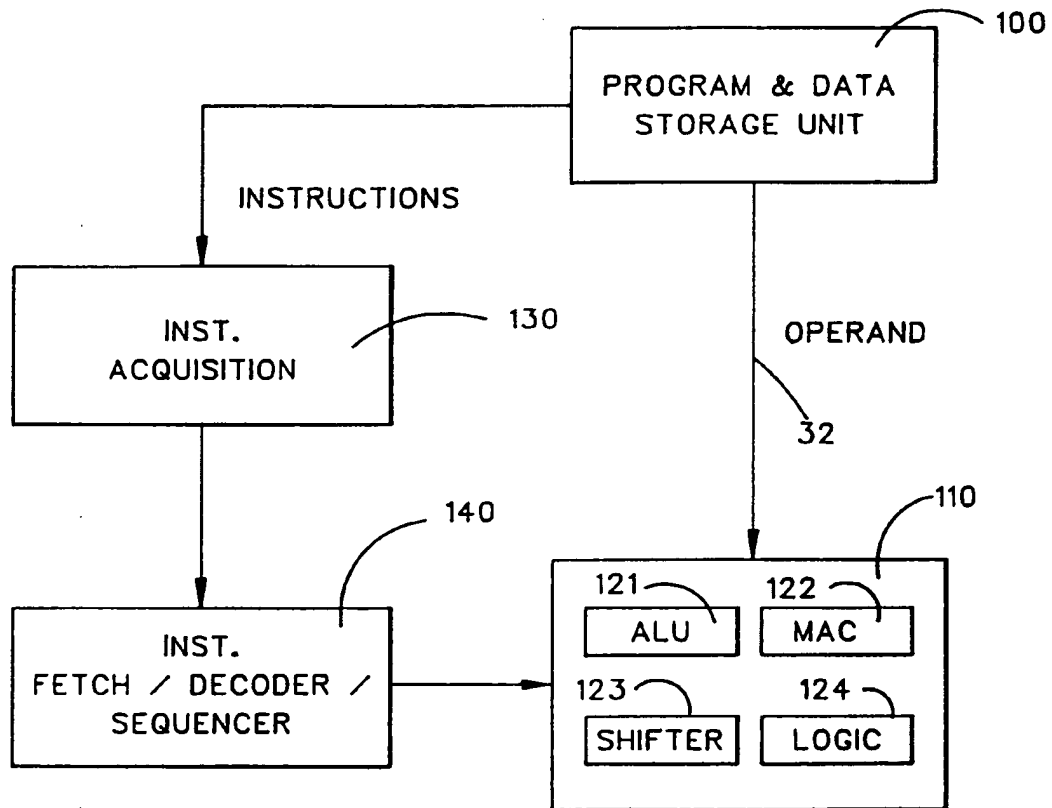 100
PROGRAM & DATA
STORAGE UNIT
INSTRUCTIONS
INST.
ACQUISITION
130
OPERAND
32
140
110
INST.
FETCH / DECODER /
SEQUENCER
121
ALU
122
MAC
123
SHIFTER
124
LOGIC